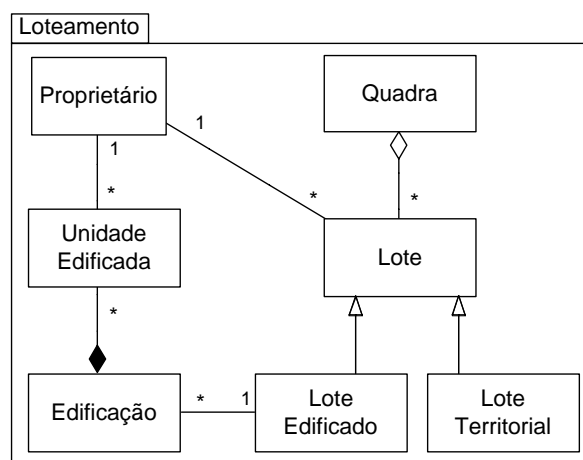 Loteamento
Proprietário
Quadra
1
1
*
*
*
Unidade
Edificada
Lote
*
Edificação
*
1
Lote
Edificado
Lote
Territorial